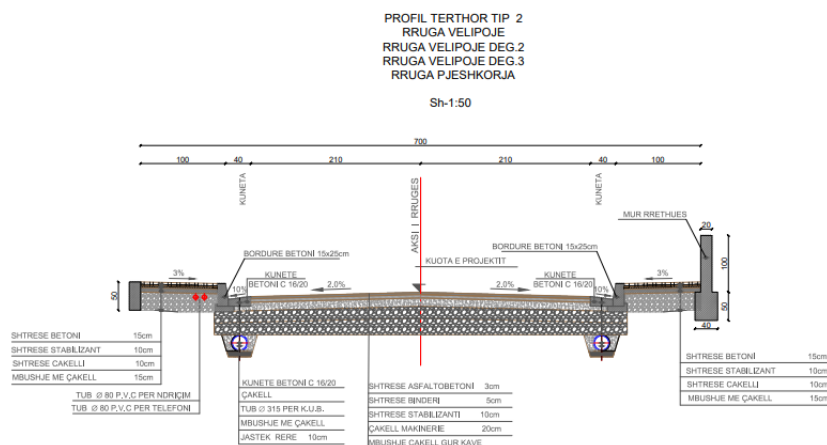 PROFIL TERTHOR TIP 2
RRUGA VELIPOJE
RRUGA VELIPOJE DEG.2
RRUGA VELIPOJE DEG.3
RRUGA PJESHKORJA
Sh-1:50
700
100 40 210 210 40 100
KUNETA
AKSI I RRUGES
KUNETA
MUR RRETHUES
20
100
50
40
BORDURE BETONI 15x25cm
BORDURE BETONI 15x25cm
KUOTA E PROJEKTIT
3%
KUNETE
BETONI C 16/20
10%
2,0%
2,0%
KUNETE
BETONI C 16/20
10%
3%
50
SHTRESE BETONI 15cm
SHTRESE STABILIZANT 10cm
SHTRESE CAKELLI 10cm
MBUSHJE ME ÇAKELL 15cm
TUB Ø 80 P,V,C PER NDRIÇIM
TUB Ø 80 P,V,C PER TELEFONI
KUNETE BETONI C 16/20
ÇAKELL
TUB Ø 315 PER K.U.B.
MBUSHJE ME ÇAKELL
JASTEK RERE 10cm
SHTRESE ASFALTOBETONI 3cm
SHTRESE BINDERI 5cm
SHTRESE STABILIZANTI 10cm
ÇAKELL MAKINERIE 20cm
MBUSHJE CAKELL GUR KAVE
SHTRESE BETONI 15cm
SHTRESE STABILIZANT 10cm
SHTRESE CAKELLI 10cm
MBUSHJE ME ÇAKELL 15cm